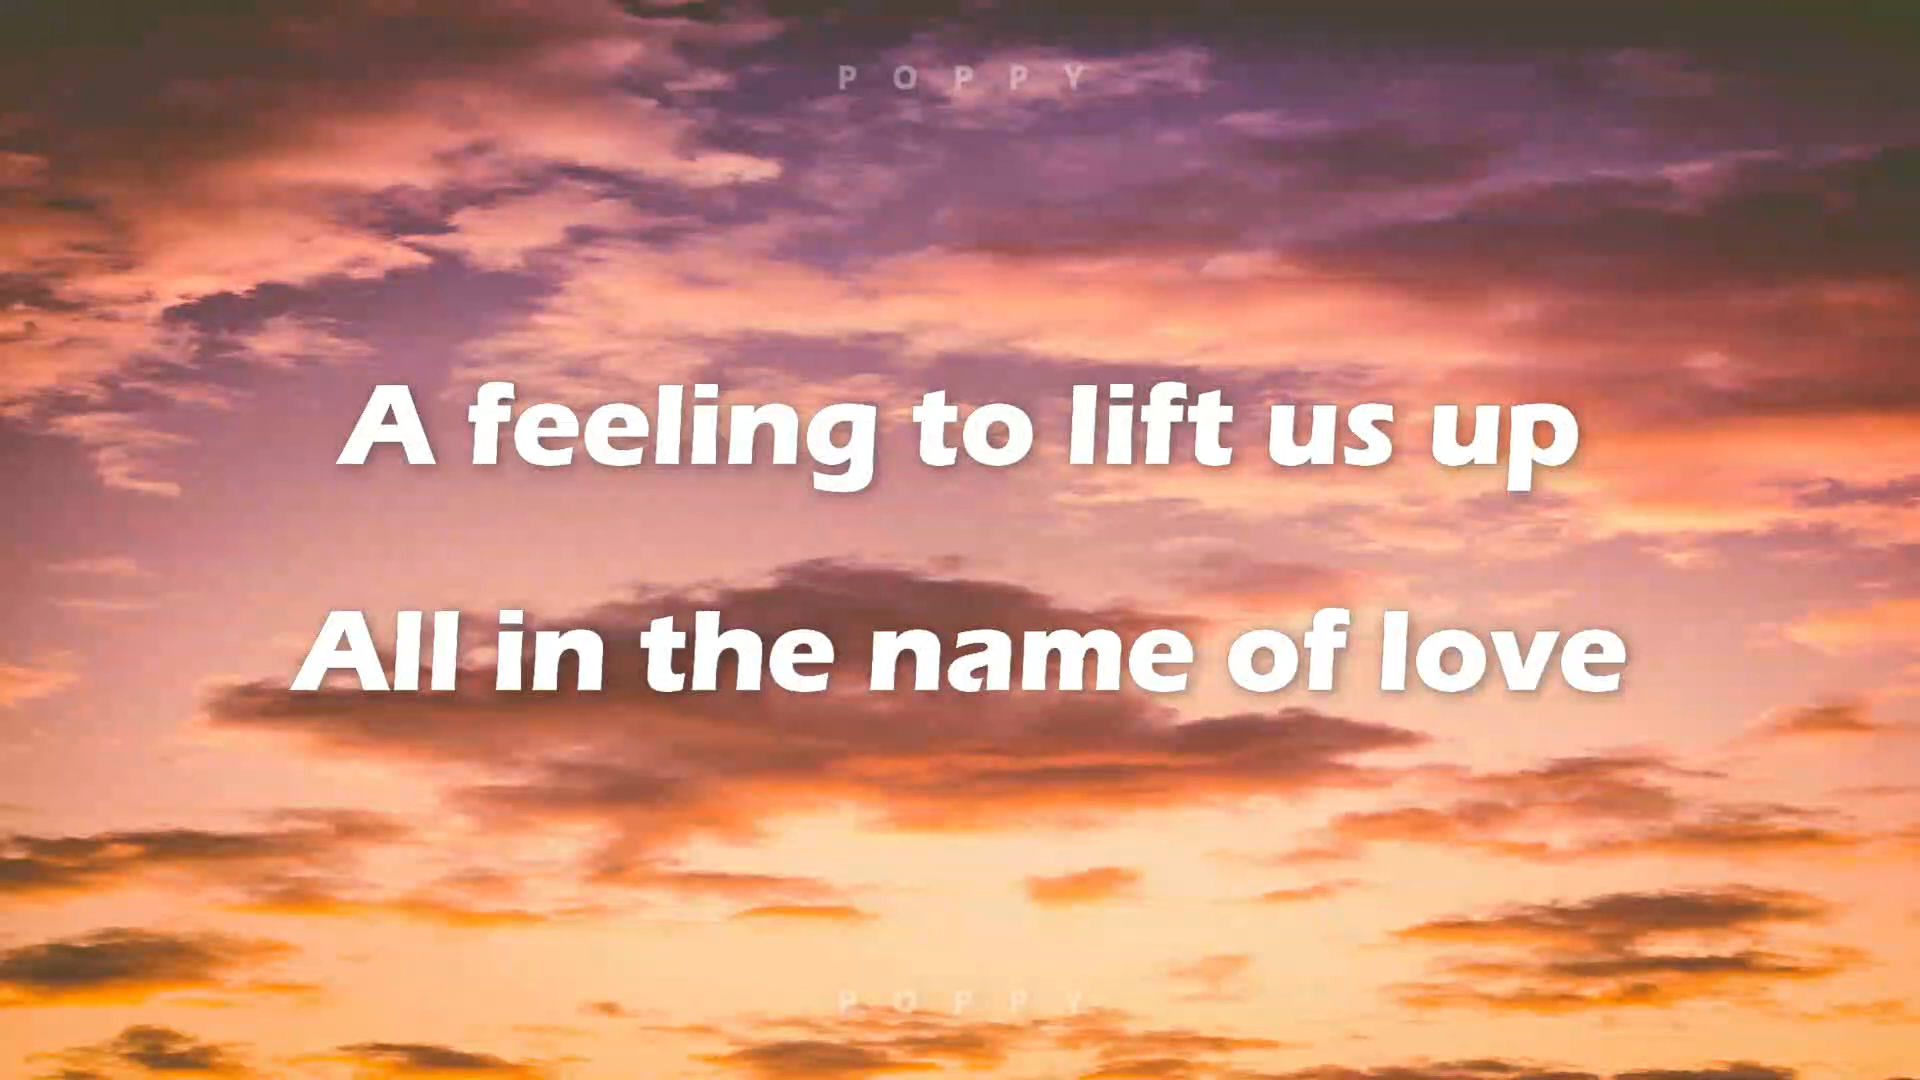 P O P P Y
A feeling to lift us up
All in the name of love
P O P P Y